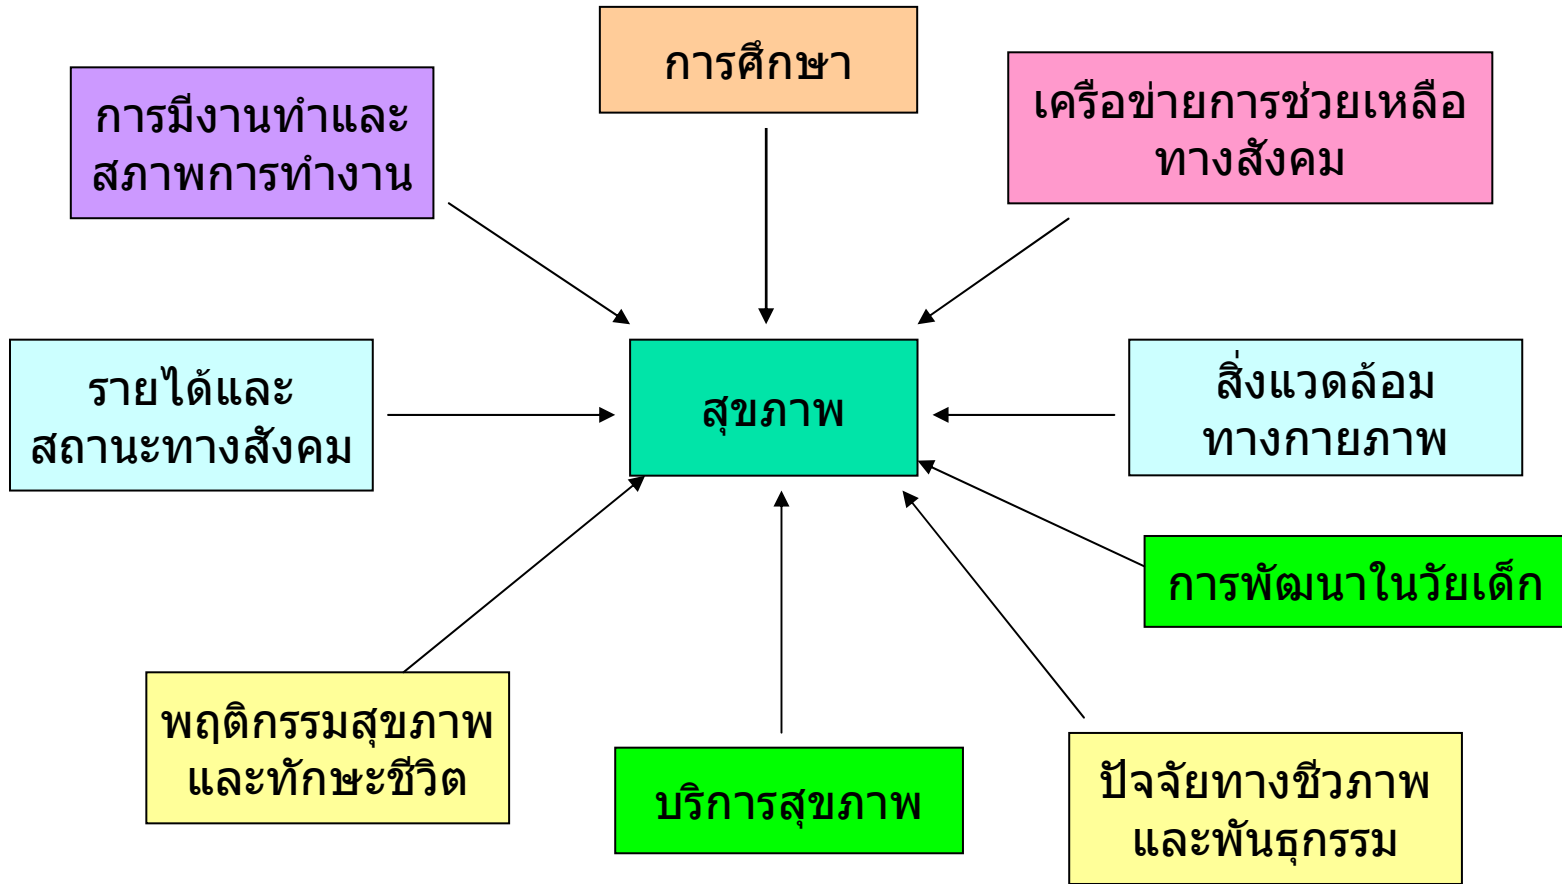 การศึกษา
การมีงานทำและ
สภาพการทำงาน
เครือข่ายการช่วยเหลือ
ทางสังคม
รายได้และ
สถานะทางสังคม
สุขภาพ
สิ่งแวดล้อม
ทางกายภาพ
การพัฒนาในวัยเด็ก
พฤติกรรมสุขภาพ
และทักษะชีวิต
บริการสุขภาพ
ปัจจัยทางชีวภาพ
และพันธุกรรม